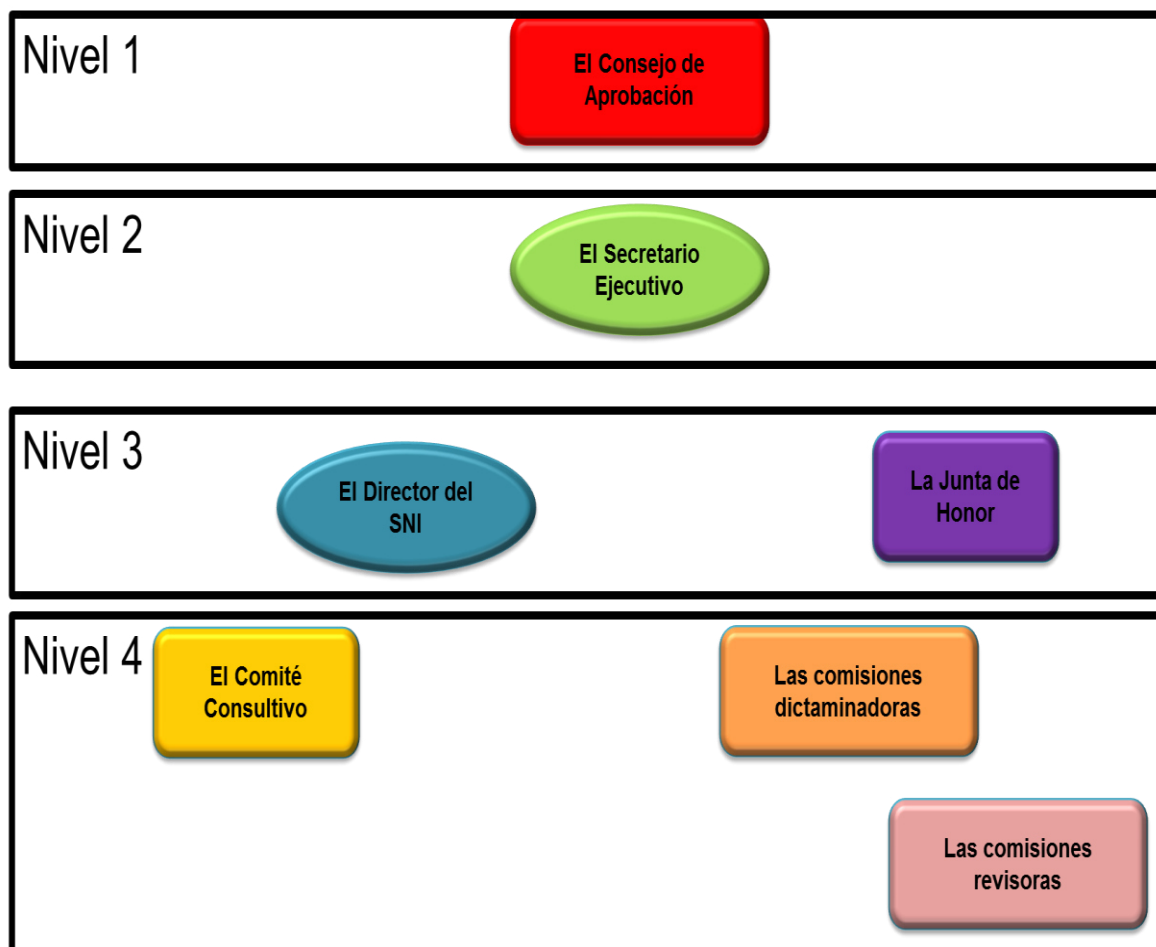 Nivel 1
El Consejo de
Aprobación
Nivel 2
El Secretario
Ejecutivo
Nivel 3
El Director del
SNI
La Junta de
Honor
Nivel 4
El Comité
Consultivo
Las comisiones
dictaminadoras
Las comisiones
revisoras